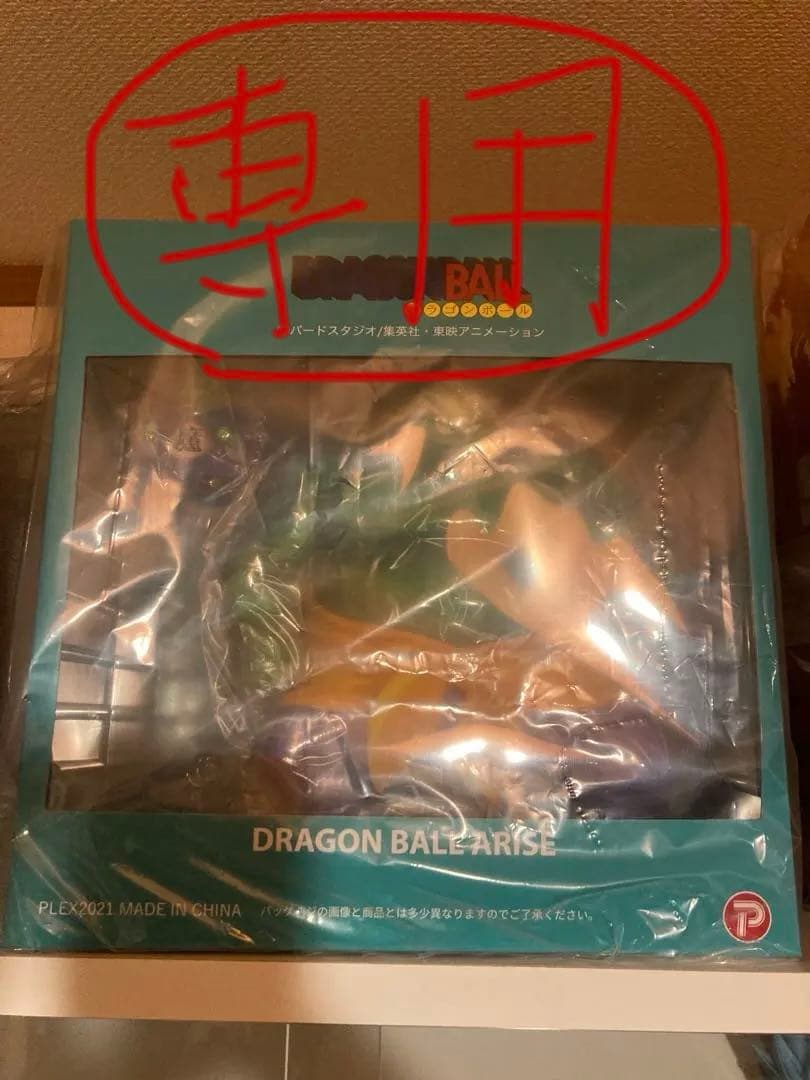 専用
DRAGON BALL
ドラゴンボール
バードスタジオ/集英社・東映アニメーション
DRAGON BALL ARISE
PLEX2021 MADE IN CHINA
パッケージの画像と商品とは多少異なりますのでご了承ください。
P